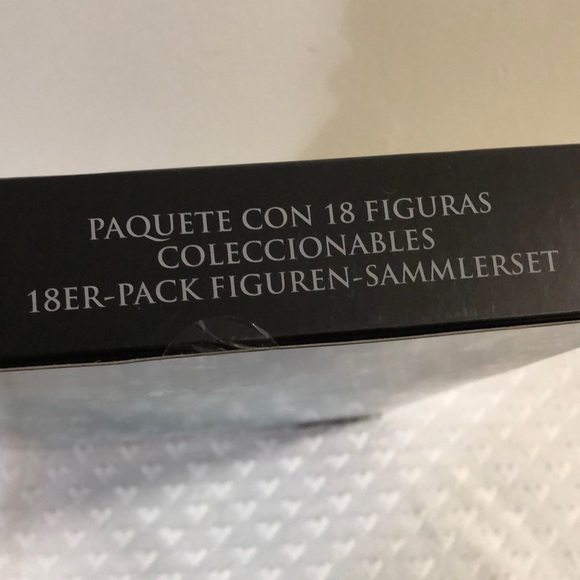 PAQUETE CON 18 FIGURAS
COLECCIONABLES
18ER-PACK FIGUREN-SAMMLERSET